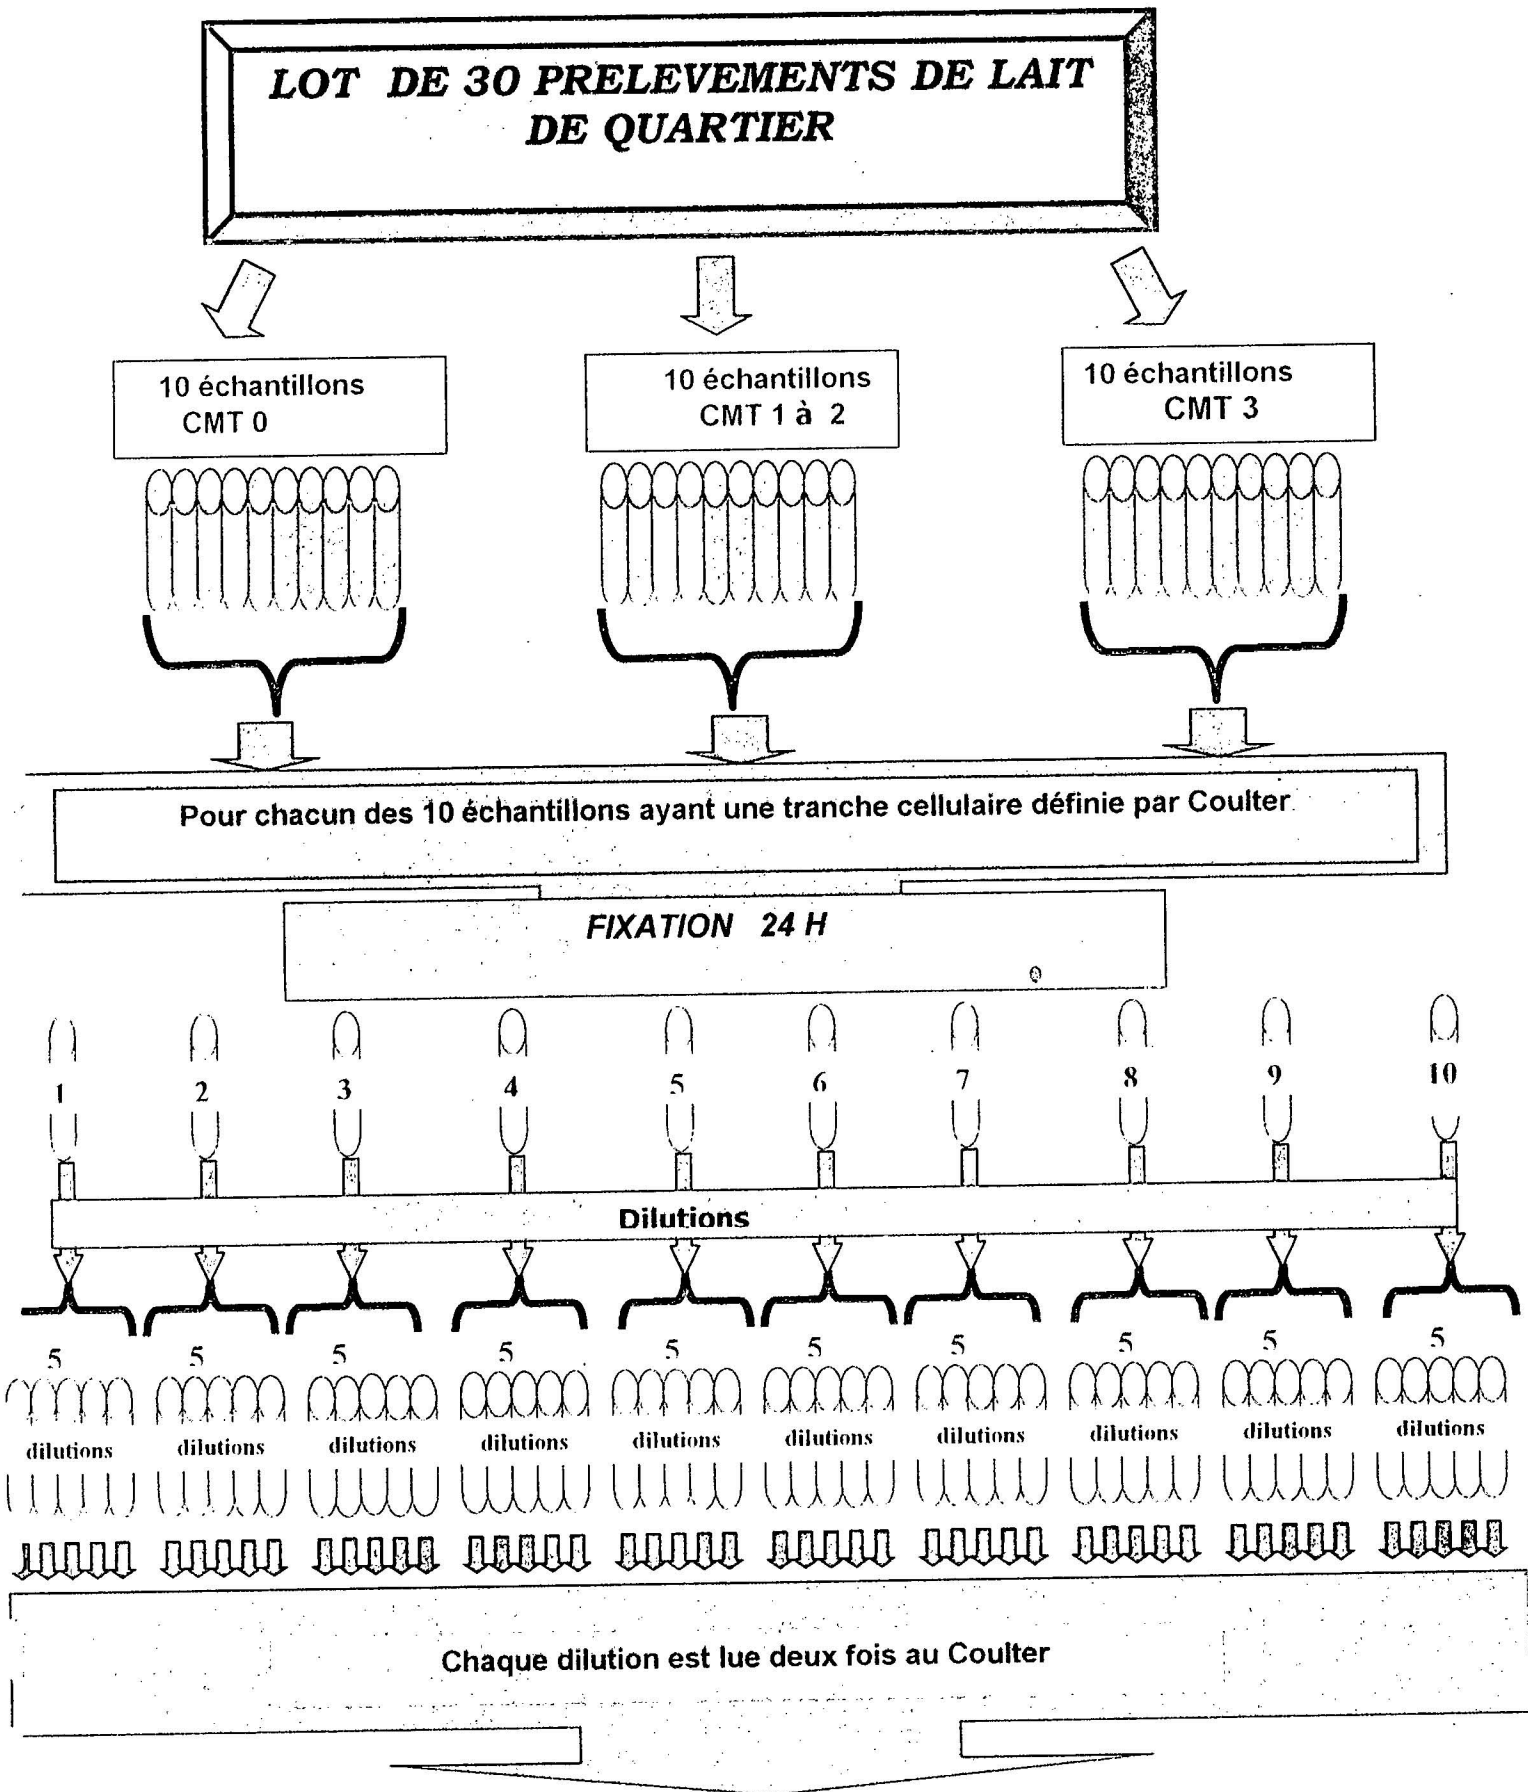 LOT DE 30 PRELEVEMENTS DE LAIT
DE QUARTIER
10 échantillons
CMT 0
10 échantillons
CMT 1 à 2
10 échantillons
CMT 3
Pour chacun des 10 échantillons ayant une tranche cellulaire définie par Coulter
FIXATION 24 H
1 2 3 4 5 6 7 8 9 10
Dilutions
5 5 5 5 5 5 5 5 5 5
dilutions dilutions dilutions dilutions dilutions dilutions dilutions dilutions dilutions dilutions
Chaque dilution est lue deux fois au Coulter